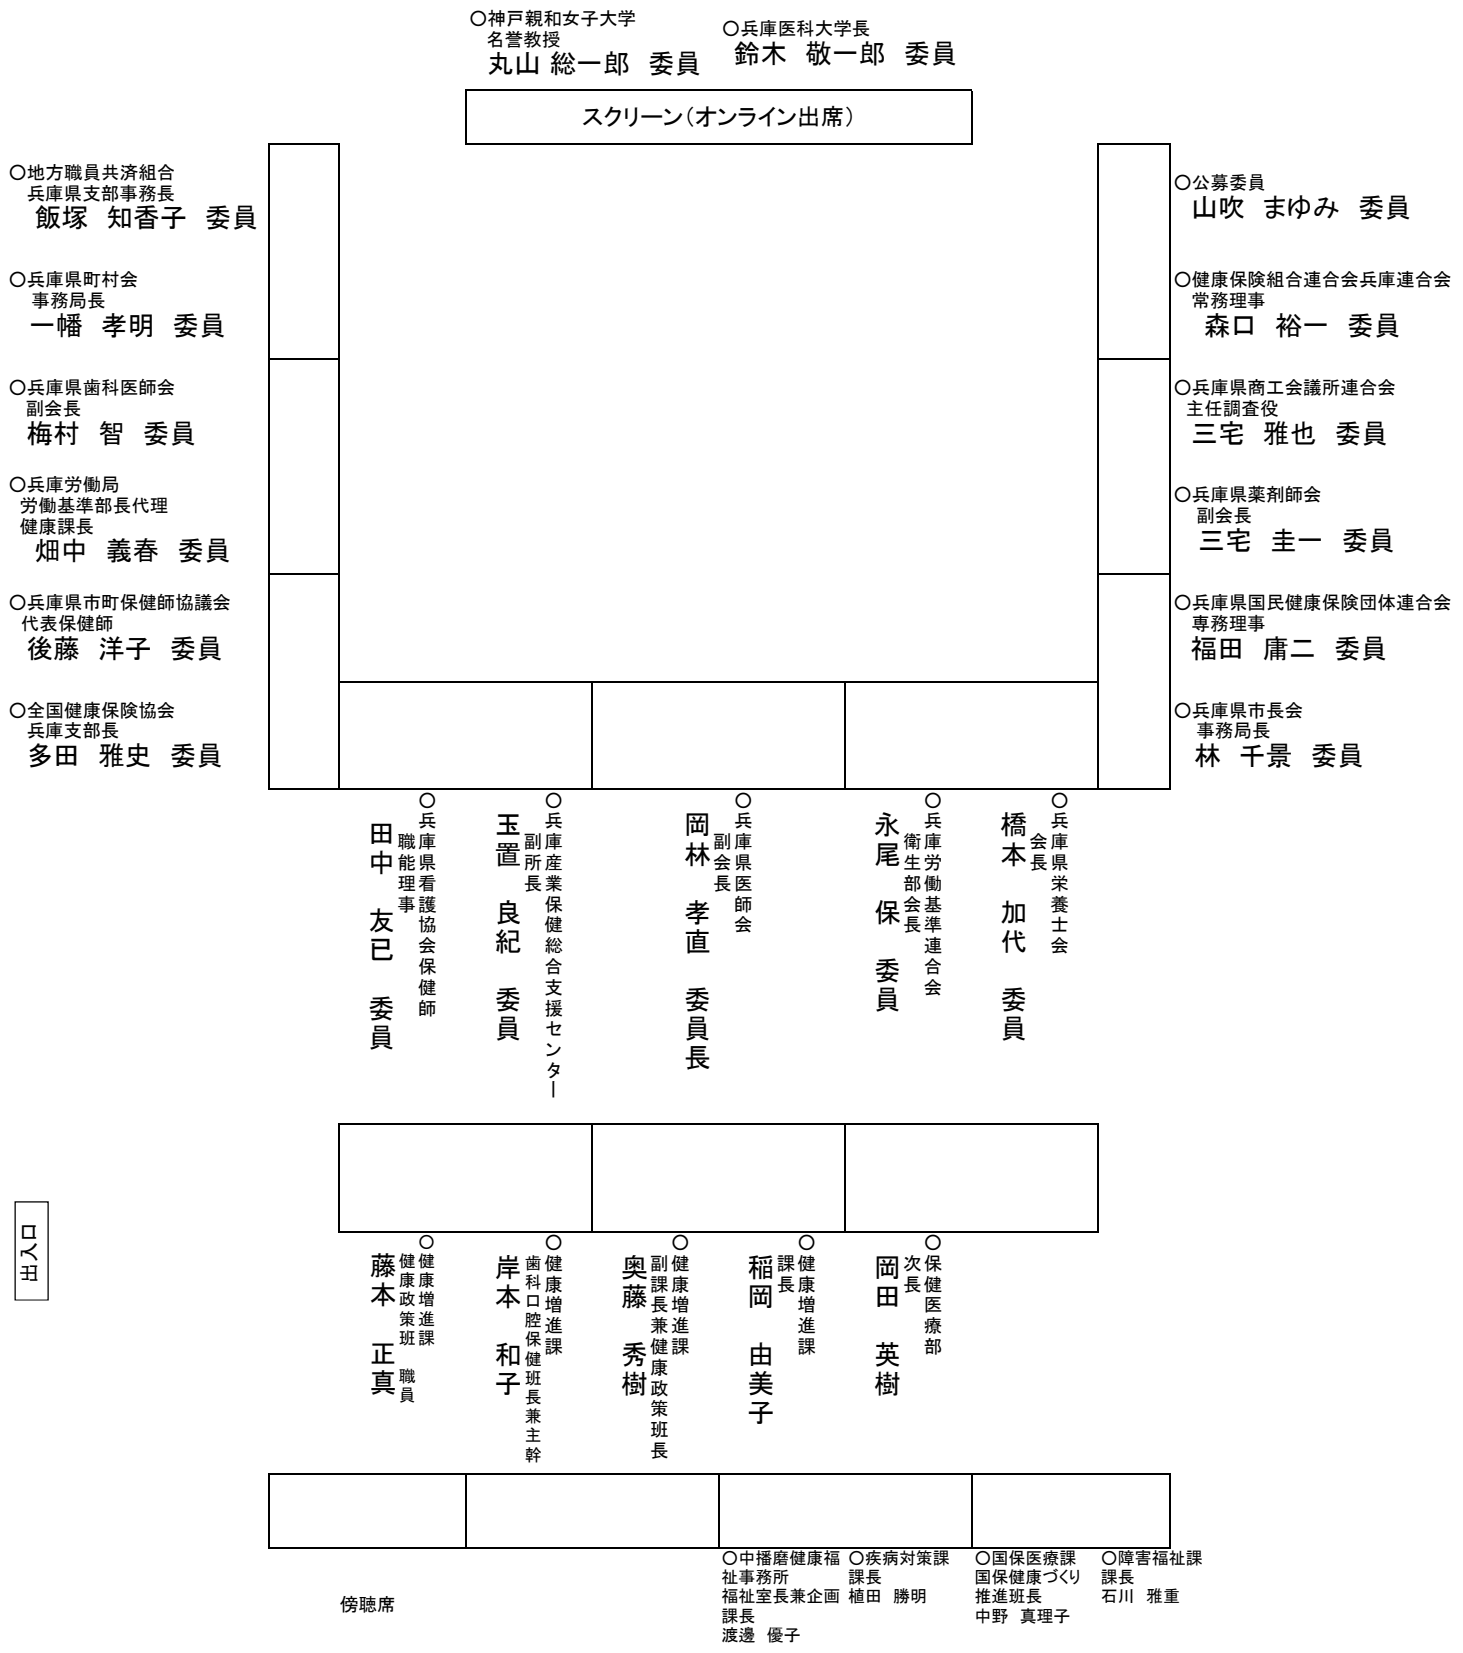 ○神戸親和女子大学
名誉教授
丸山 総一郎 委員
○兵庫医科大学長
鈴木 敬一郎 委員
スクリーン（オンライン出席）
○地方職員共済組合
兵庫県支部事務長
飯塚 知香子 委員
○兵庫県町村会
事務局長
一幡 孝明 委員
○兵庫県歯科医師会
副会長
梅村 智 委員
○兵庫労働局
労働基準部長代理
健康課長
畑中 義春 委員
○兵庫県市町保健師協議会
代表保健師
後藤 洋子 委員
○全国健康保険協会
兵庫支部長
多田 雅史 委員
○公募委員
山吹 まゆみ 委員
○健康保険組合連合会兵庫連合会
常務理事
森口 裕一 委員
○兵庫県商工会議所連合会
主任調査役
三宅 雅也 委員
○兵庫県薬剤師会
副会長
三宅 圭一 委員
○兵庫県国民健康保険団体連合会
専務理事
福田 庸二 委員
○兵庫県市長会
事務局長
林 千景 委員
○兵庫県栄養士会
会長
橋本 加代 委員
○兵庫労働基準連合会
衛生部会長
永尾 保 委員
○兵庫県医師会
副会長
岡林 孝直 委員長
○兵庫産業保健総合支援センター
副所長
玉置 良紀 委員
○兵庫県看護協会保健師
職能理事
田中 友已 委員
出入口
○保健医療部
次長
岡田 英樹
○健康増進課
課長
稲岡 由美子
○健康増進課
副課長兼健康政策班長
奥藤 秀樹
○健康増進課
歯科口腔保健班長兼主幹
岸本 和子
○健康増進課
健康政策班 職員
藤本 正真
傍聴席
○中播磨健康福
祉事務所
福祉室長兼企画
課長
渡邊 優子
○疾病対策課
課長
植田 勝明
○国保医療課
国保健康づくり
推進班長
中野 真理子
○障害福祉課
課長
石川 雅重